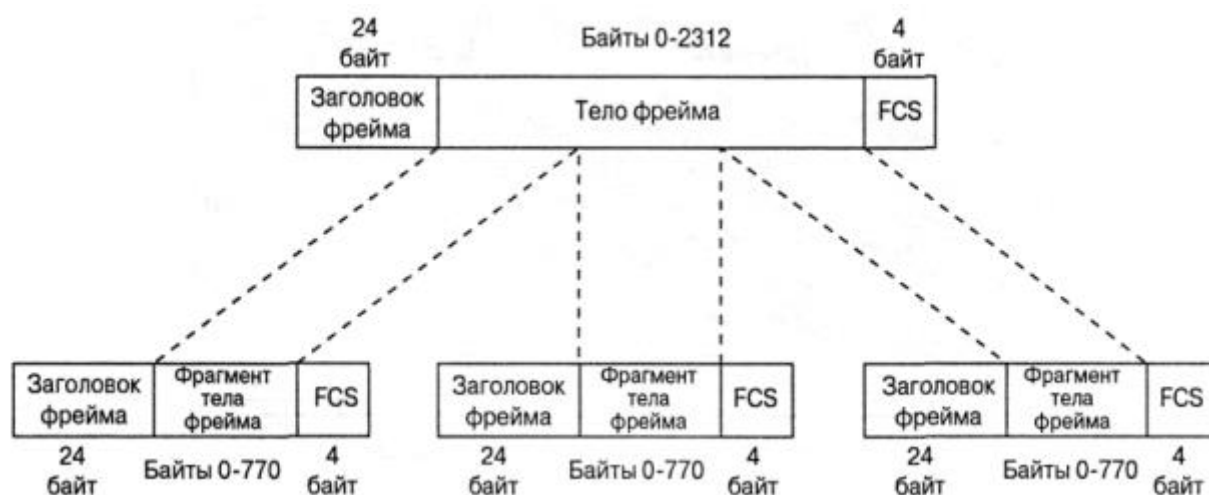 24
байт
Байты 0-2312
4
байт
Заголовок
фрейма
Тело фрейма
FCS
Заголовок
фрейма
Фрагмент
тела
фрейма
FCS
Заголовок
фрейма
Фрагмент
тела
фрейма
FCS
Заголовок
фрейма
Фрагмент
тела
фрейма
FCS
24
байт
Байты 0-770
4
байт
24
байт
Байты 0-770
4
байт
24
байт
Байты 0-770
4
байт